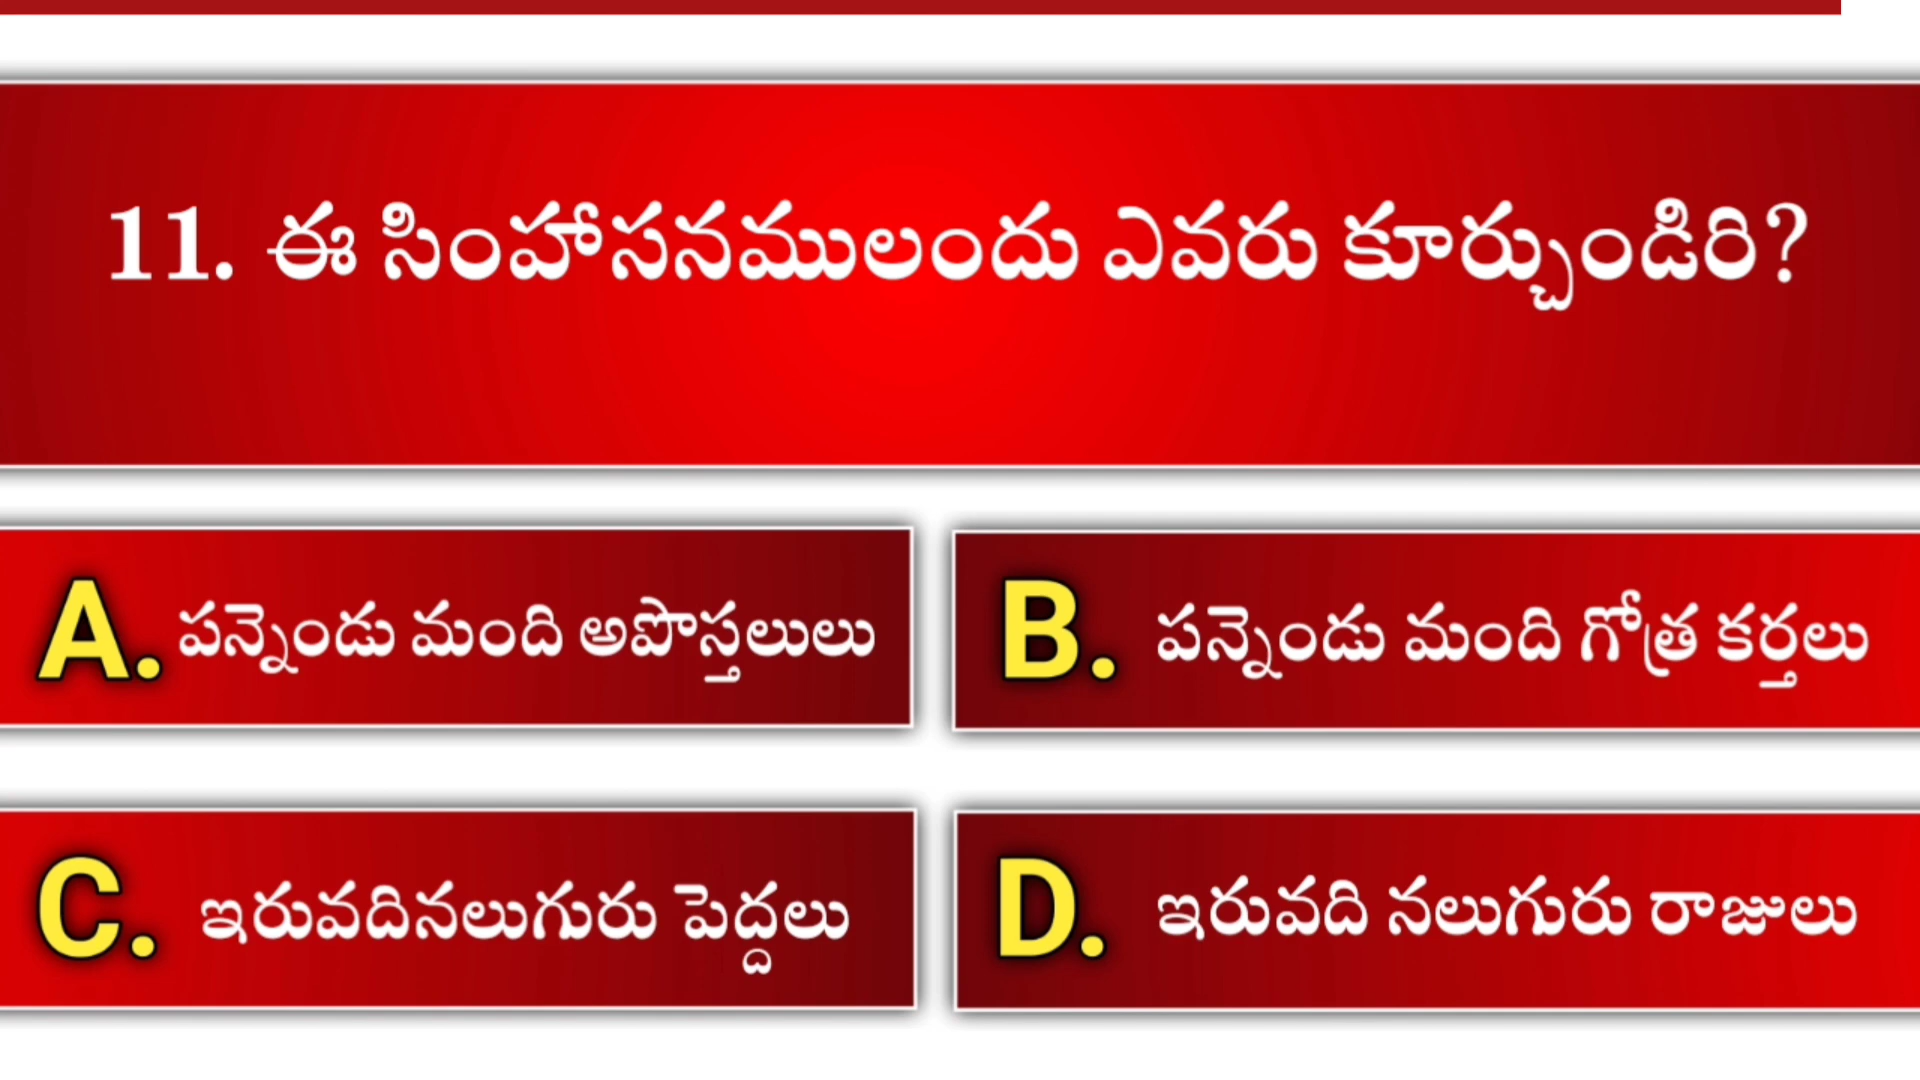 11. ఈ సింహాసనములందు ఎవరు కూర్చుండిరి?
A. పన్నెండు మంది అపొస్తలులు
B. పన్నెండు మంది గోత్ర కర్తలు
C. ఇరువదినలుగురు పెద్దలు
D. ఇరువది నలుగురు రాజులు